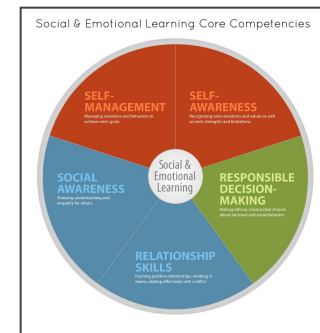 Social & Emotional Learning Core Competencies
SELF-
MANAGEMENT
Managing emotions and behaviors to
achieve one's goals
SELF-
AWARENESS
Recognizing one's emotions and values as well
as one's strengths and limitations
SOCIAL
AWARENESS
Showing understanding and
empathy for others
Social &
Emotional
Learning
RESPONSIBLE
DECISION-
MAKING
Making ethical, constructive choices
about personal and social behavior
RELATIONSHIP
SKILLS
Forming positive relationships, working in
teams, dealing effectively with conflict